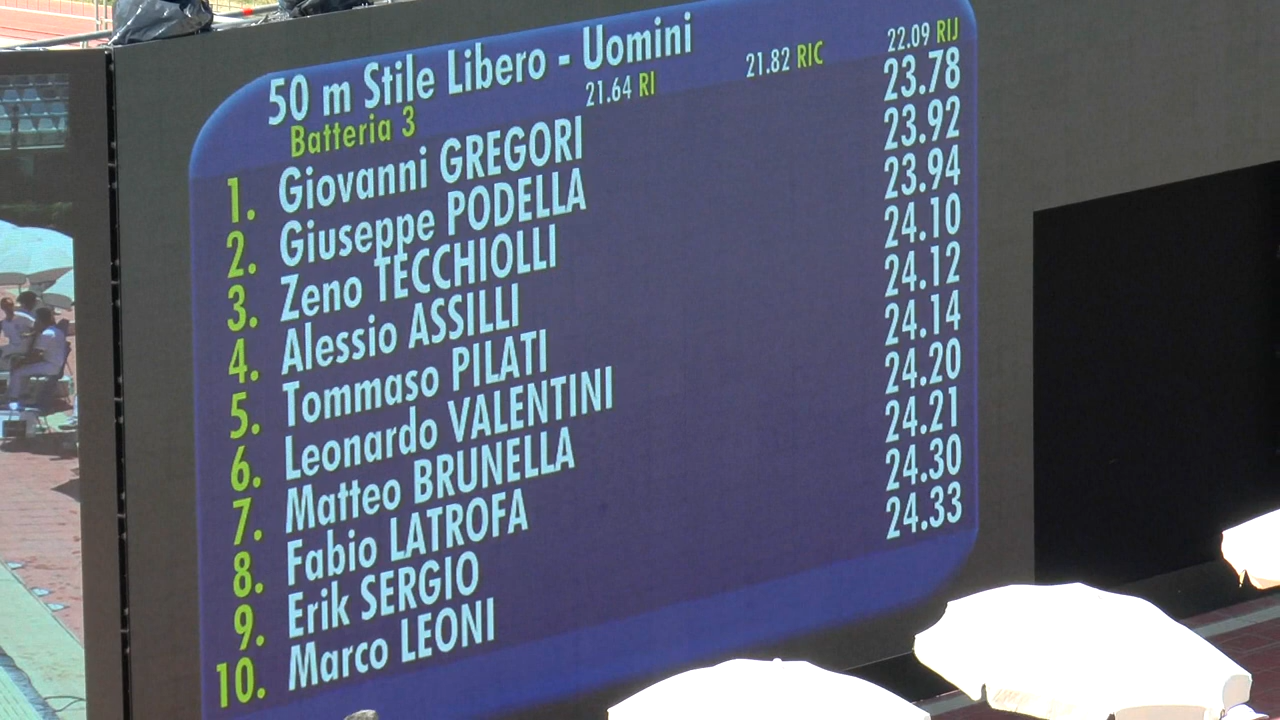 50 m Stile Libero - Uomini
Batteria 3 21.64 RI 21.82 RIC 22.09 RIJ
1. Giovanni GREGORI 23.78
2. Giuseppe PODELLA 23.92
3. Zeno TECCHIOLLI 23.94
4. Alessio ASSILLI 24.10
5. Tommaso PILATI 24.12
6. Leonardo VALENTINI 24.14
7. Matteo BRUNELLA 24.20
8. Fabio LATROFA 24.21
9. Erik SERGIO 24.30
10. Marco LEONI 24.33